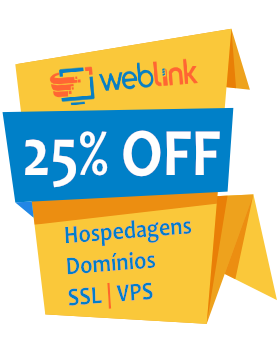 weblink
25% OFF
Hospedagens
Domínios
SSL | VPS